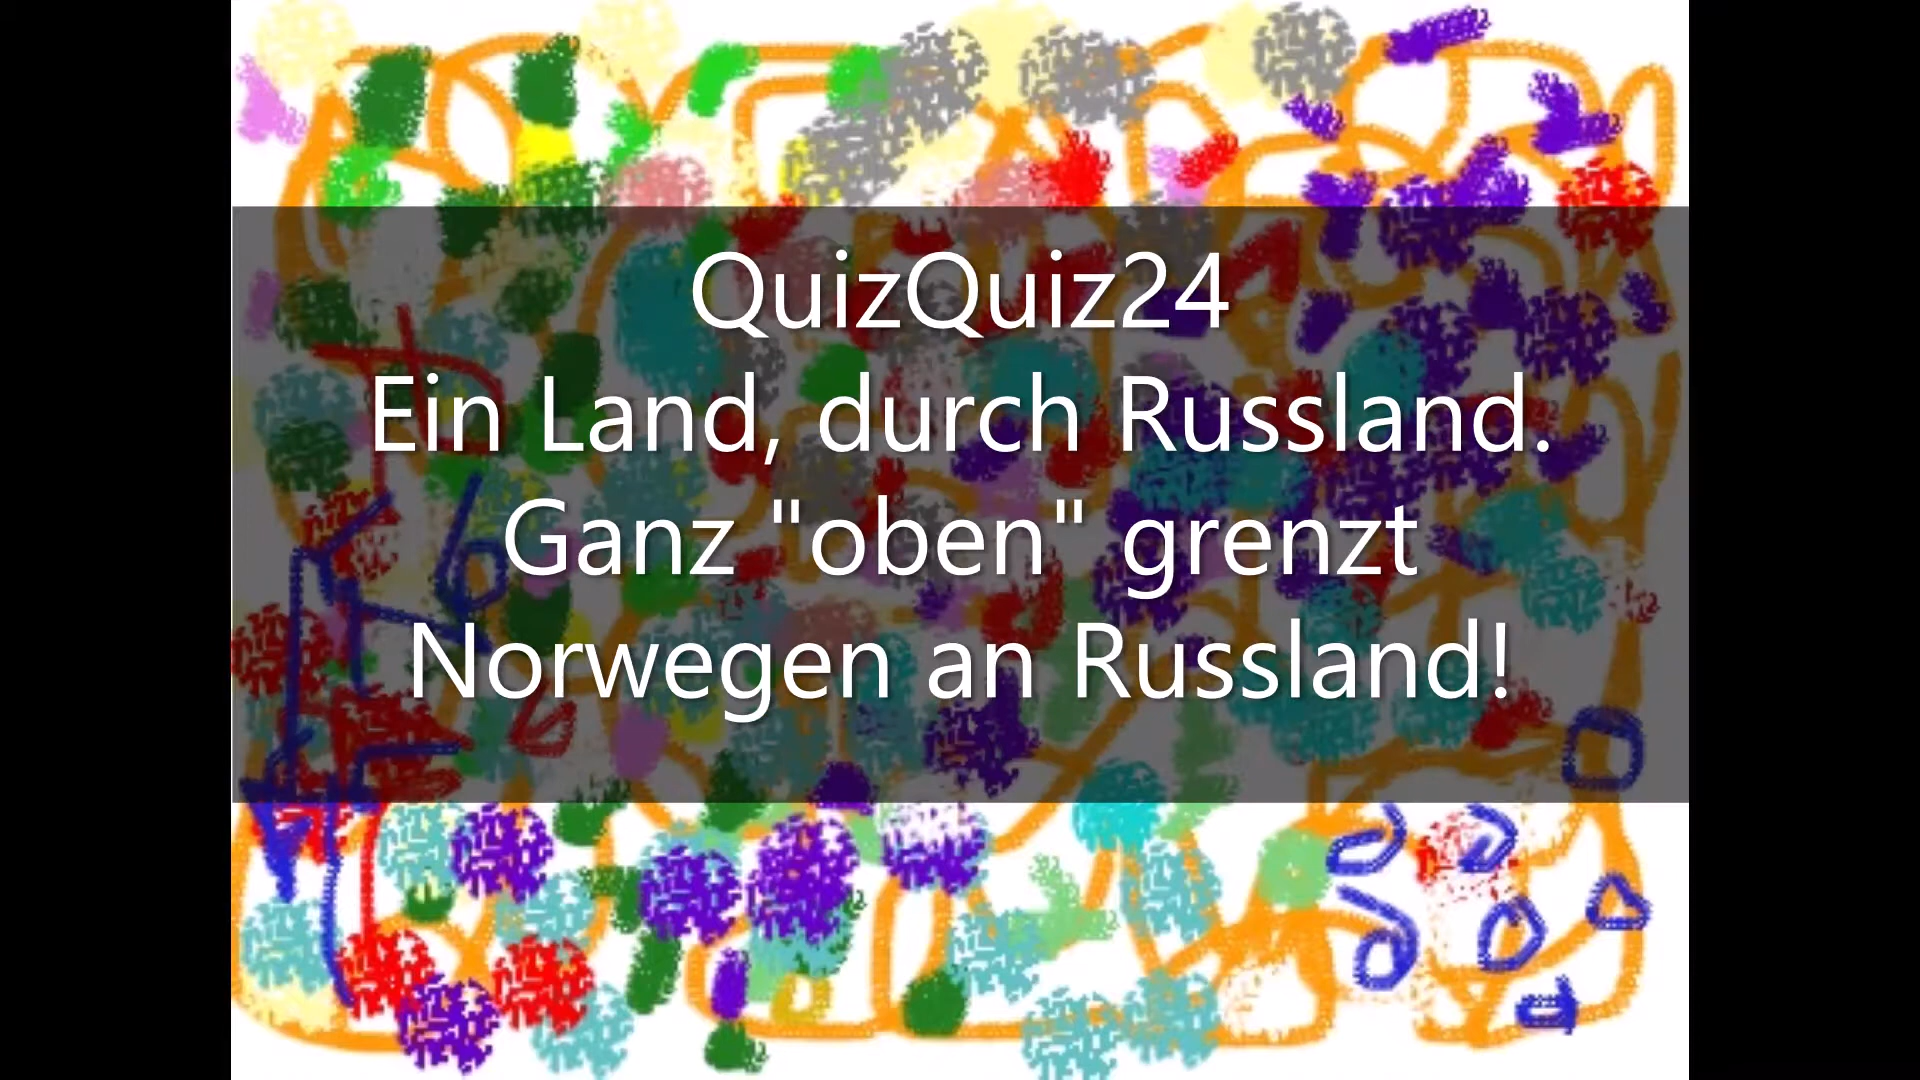 QuizQuiz24
Ein Land, durch Russland.
Ganz "oben" grenzt
Norwegen an Russland!